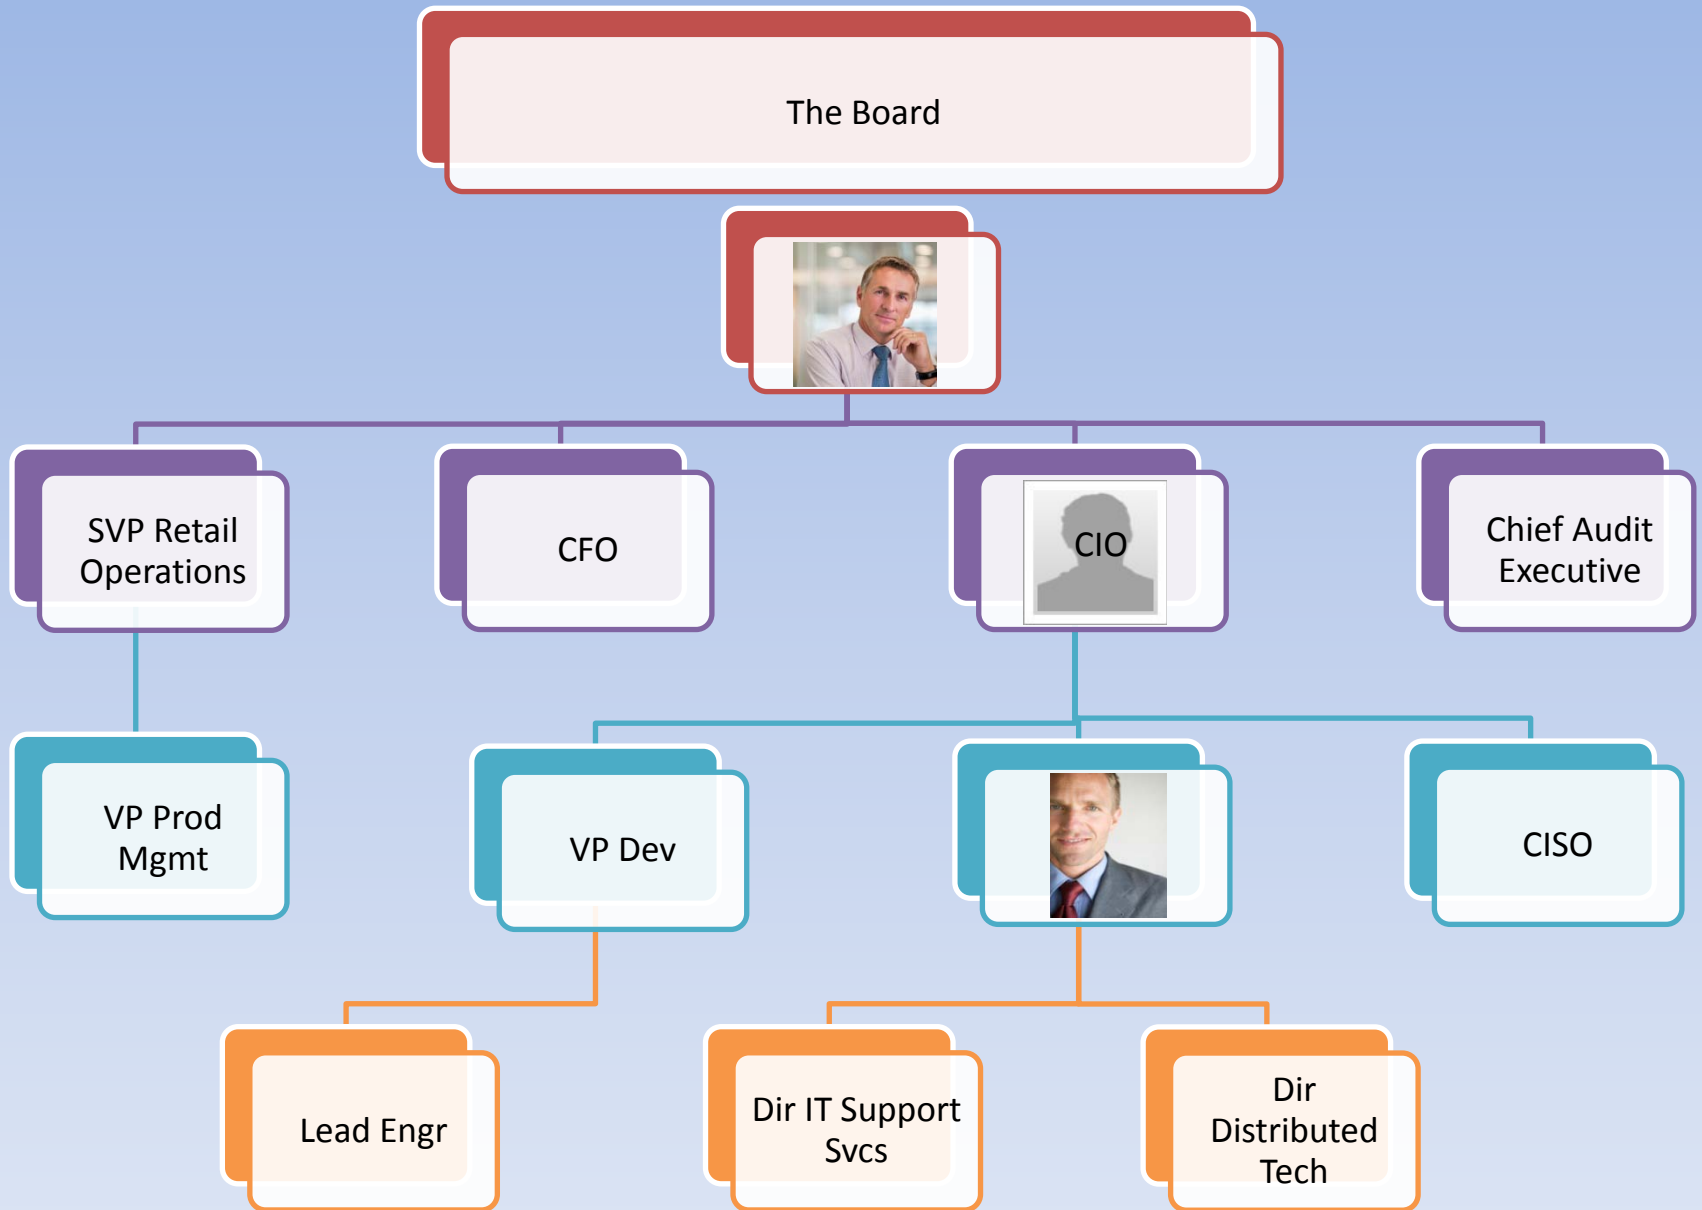 The Board
SVP Retail
Operations
CFO
CIO
Chief Audit
Executive
VP Prod
Mgmt
VP Dev
CISO
Lead Engr
Dir IT Support
Svcs
Dir
Distributed
Tech